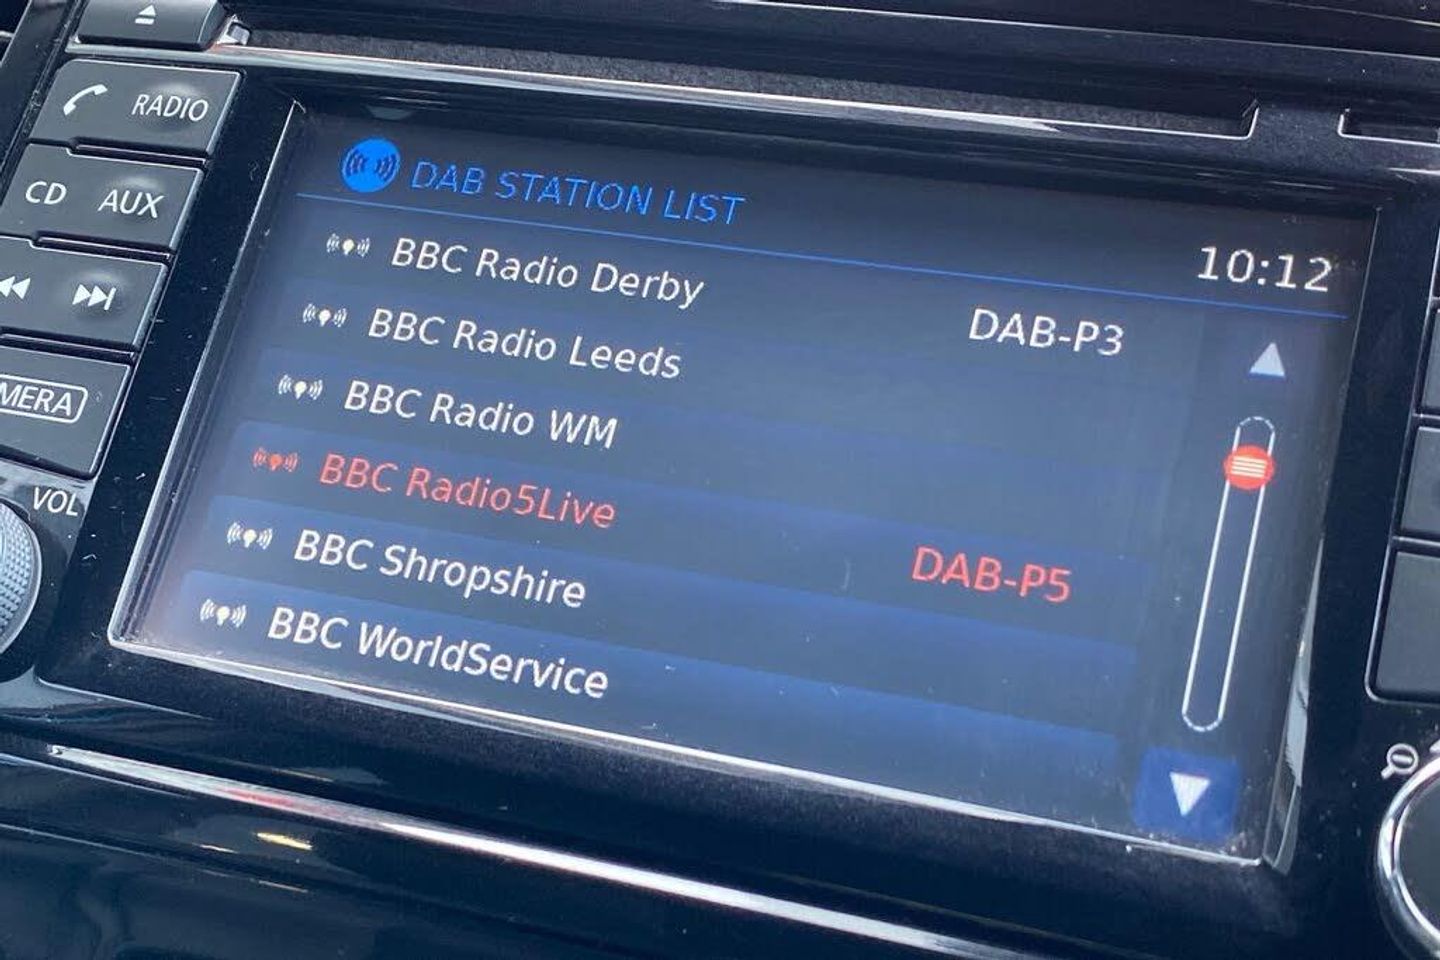 RADIO
CD AUX
MERA
VOL
DAB STATION LIST
10:12
BBC Radio Derby DAB-P3
BBC Radio Leeds
BBC Radio WM
BBC Radio5Live DAB-P5
BBC Shropshire
BBC WorldService